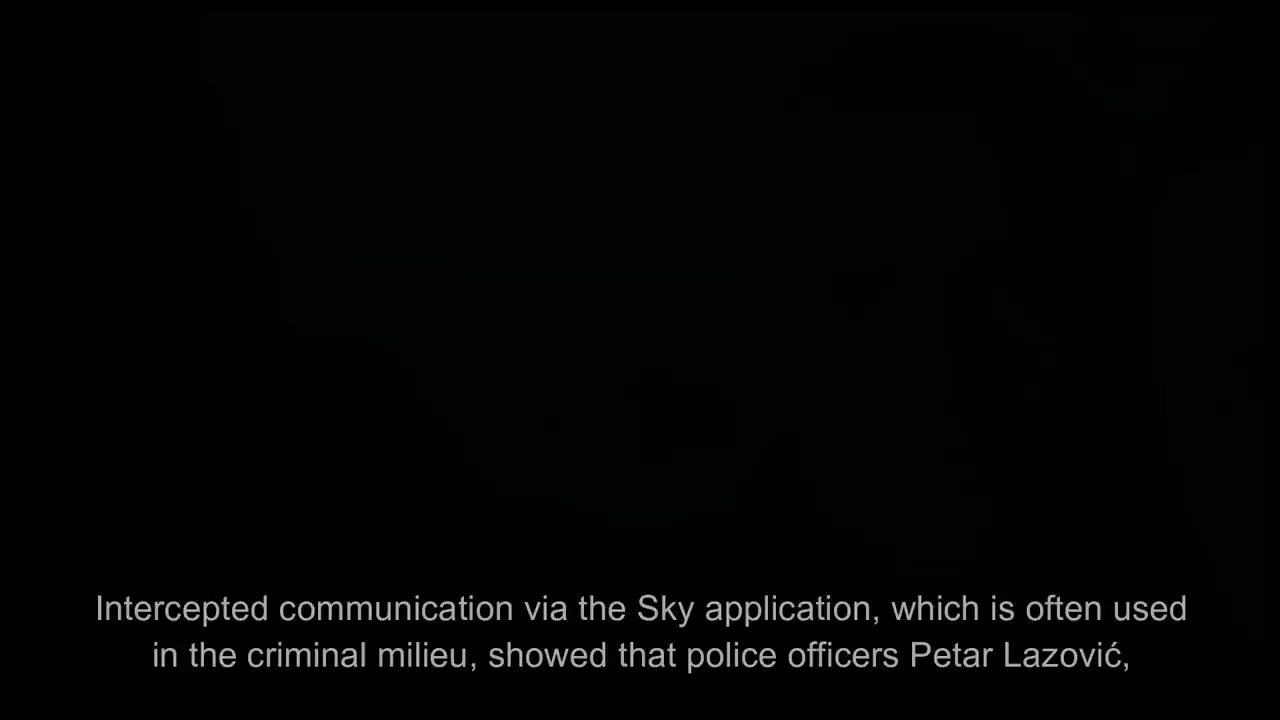 Intercepted communication via the Sky application, which is often used
in the criminal milieu, showed that police officers Petar Lazović,